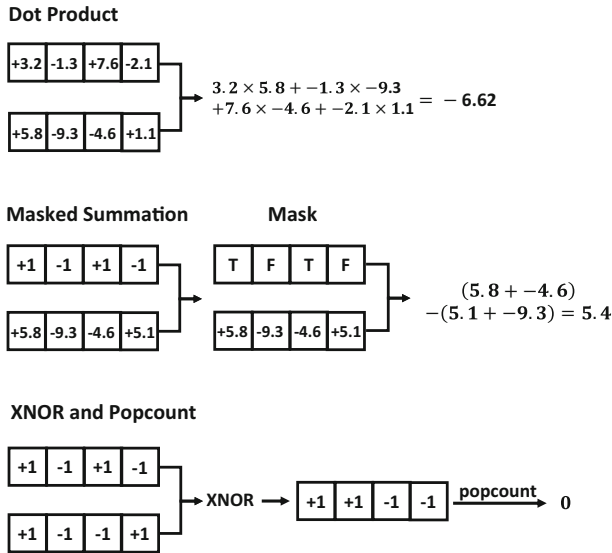 Dot Product
+3.2 -1.3 +7.6 -2.1
3.2 × 5.8 + −1.3 × −9.3
+7.6 × −4.6 + −2.1 × 1.1 = − 6.62
+5.8 -9.3 -4.6 +1.1
Masked Summation Mask
+1 -1 +1 -1 T F T F
(5.8 + −4.6)
−(5.1 + −9.3) = 5.4
+5.8 -9.3 -4.6 +5.1 +5.8 -9.3 -4.6 +5.1
XNOR and Popcount
+1 -1 +1 -1
XNOR +1 +1 -1 -1 popcount 0
+1 -1 -1 +1